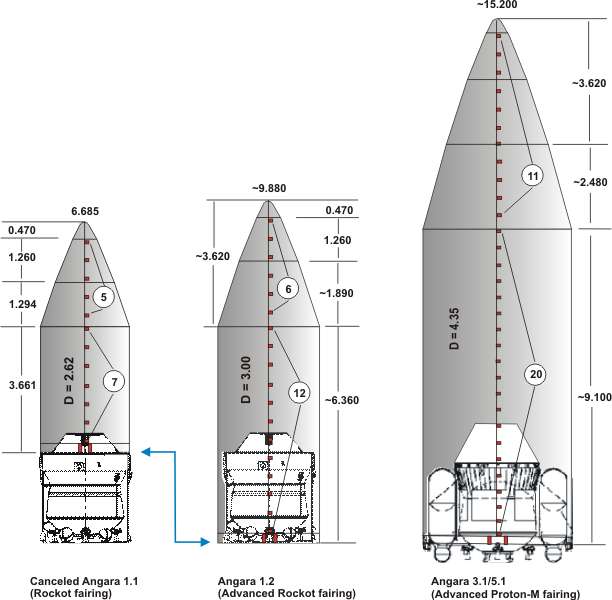 ~15.200
~3.620
11
~2.480
~9.880
6.685
0.470
0.470
1.260
1.260
~3.620
5
6
1.294
~1.890
D = 4.35
20
3.661
D = 2.62
7
D = 3.00
12
~6.360
~9.100
Canceled Angara 1.1
(Rockot fairing)
Angara 1.2
(Advanced Rockot fairing)
Angara 3.1/5.1
(Advanced Proton-M fairing)